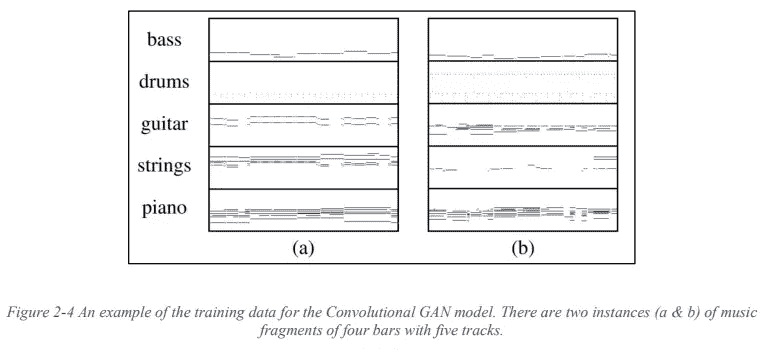 bass
drums
guitar
strings
piano
(a) (b)
Figure 2-4 An example of the training data for the Convolutional GAN model. There are two instances (a & b) of music
fragments of four bars with five tracks.